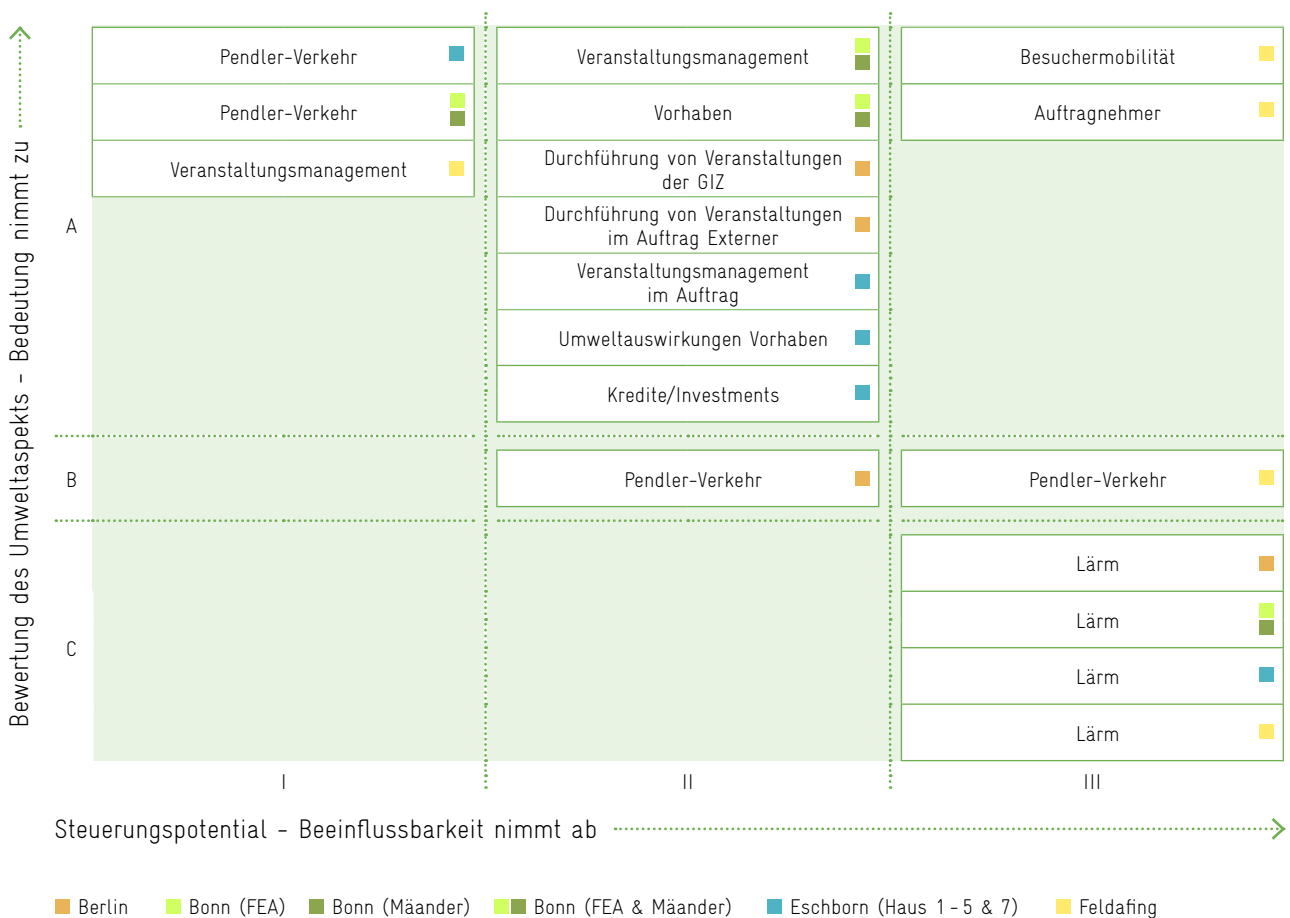 Bewertung des Umweltaspekts - Bedeutung nimmt zu
A
Pendler-Verkehr
Pendler-Verkehr
Veranstaltungsmanagement
Veranstaltungsmanagement
Vorhaben
Durchführung von Veranstaltungen
der GIZ
Durchführung von Veranstaltungen
im Auftrag Externer
Veranstaltungsmanagement
im Auftrag
Umweltauswirkungen Vorhaben
Kredite/Investments
Besuchermobilität
Auftragnehmer
B
Pendler-Verkehr
Pendler-Verkehr
C
Lärm
Lärm
Lärm
Lärm
I
II
III
Steuerungspotential - Beeinflussbarkeit nimmt ab
Berlin
Bonn (FEA)
Bonn (Mäander)
Bonn (FEA & Mäander)
Eschborn (Haus 1 - 5 & 7)
Feldafing